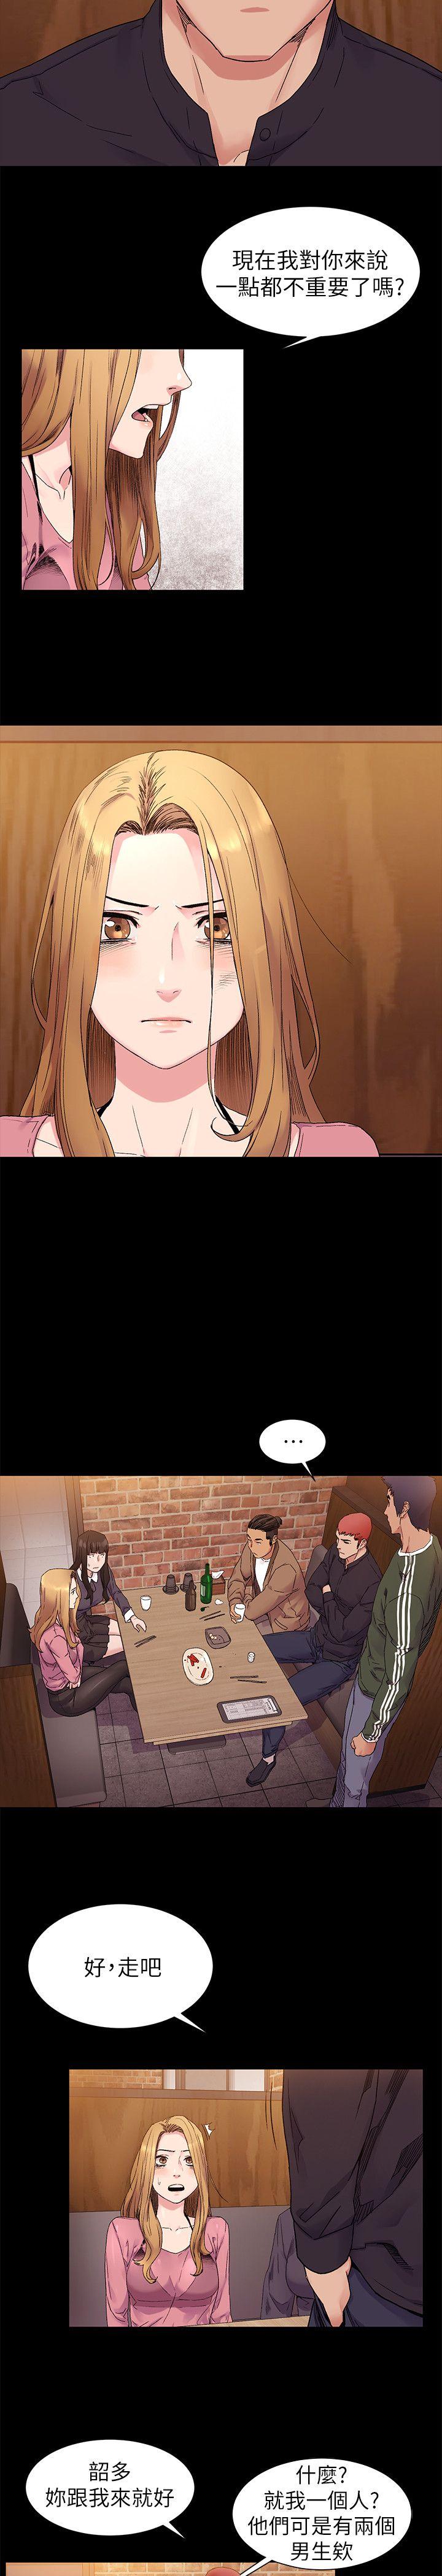 現在我對你來說
一點都不重要了嗎?
...
好,走吧
韶多
妳跟我來就好
什麼?
就我一個人?
他們可是有兩個
男生欸